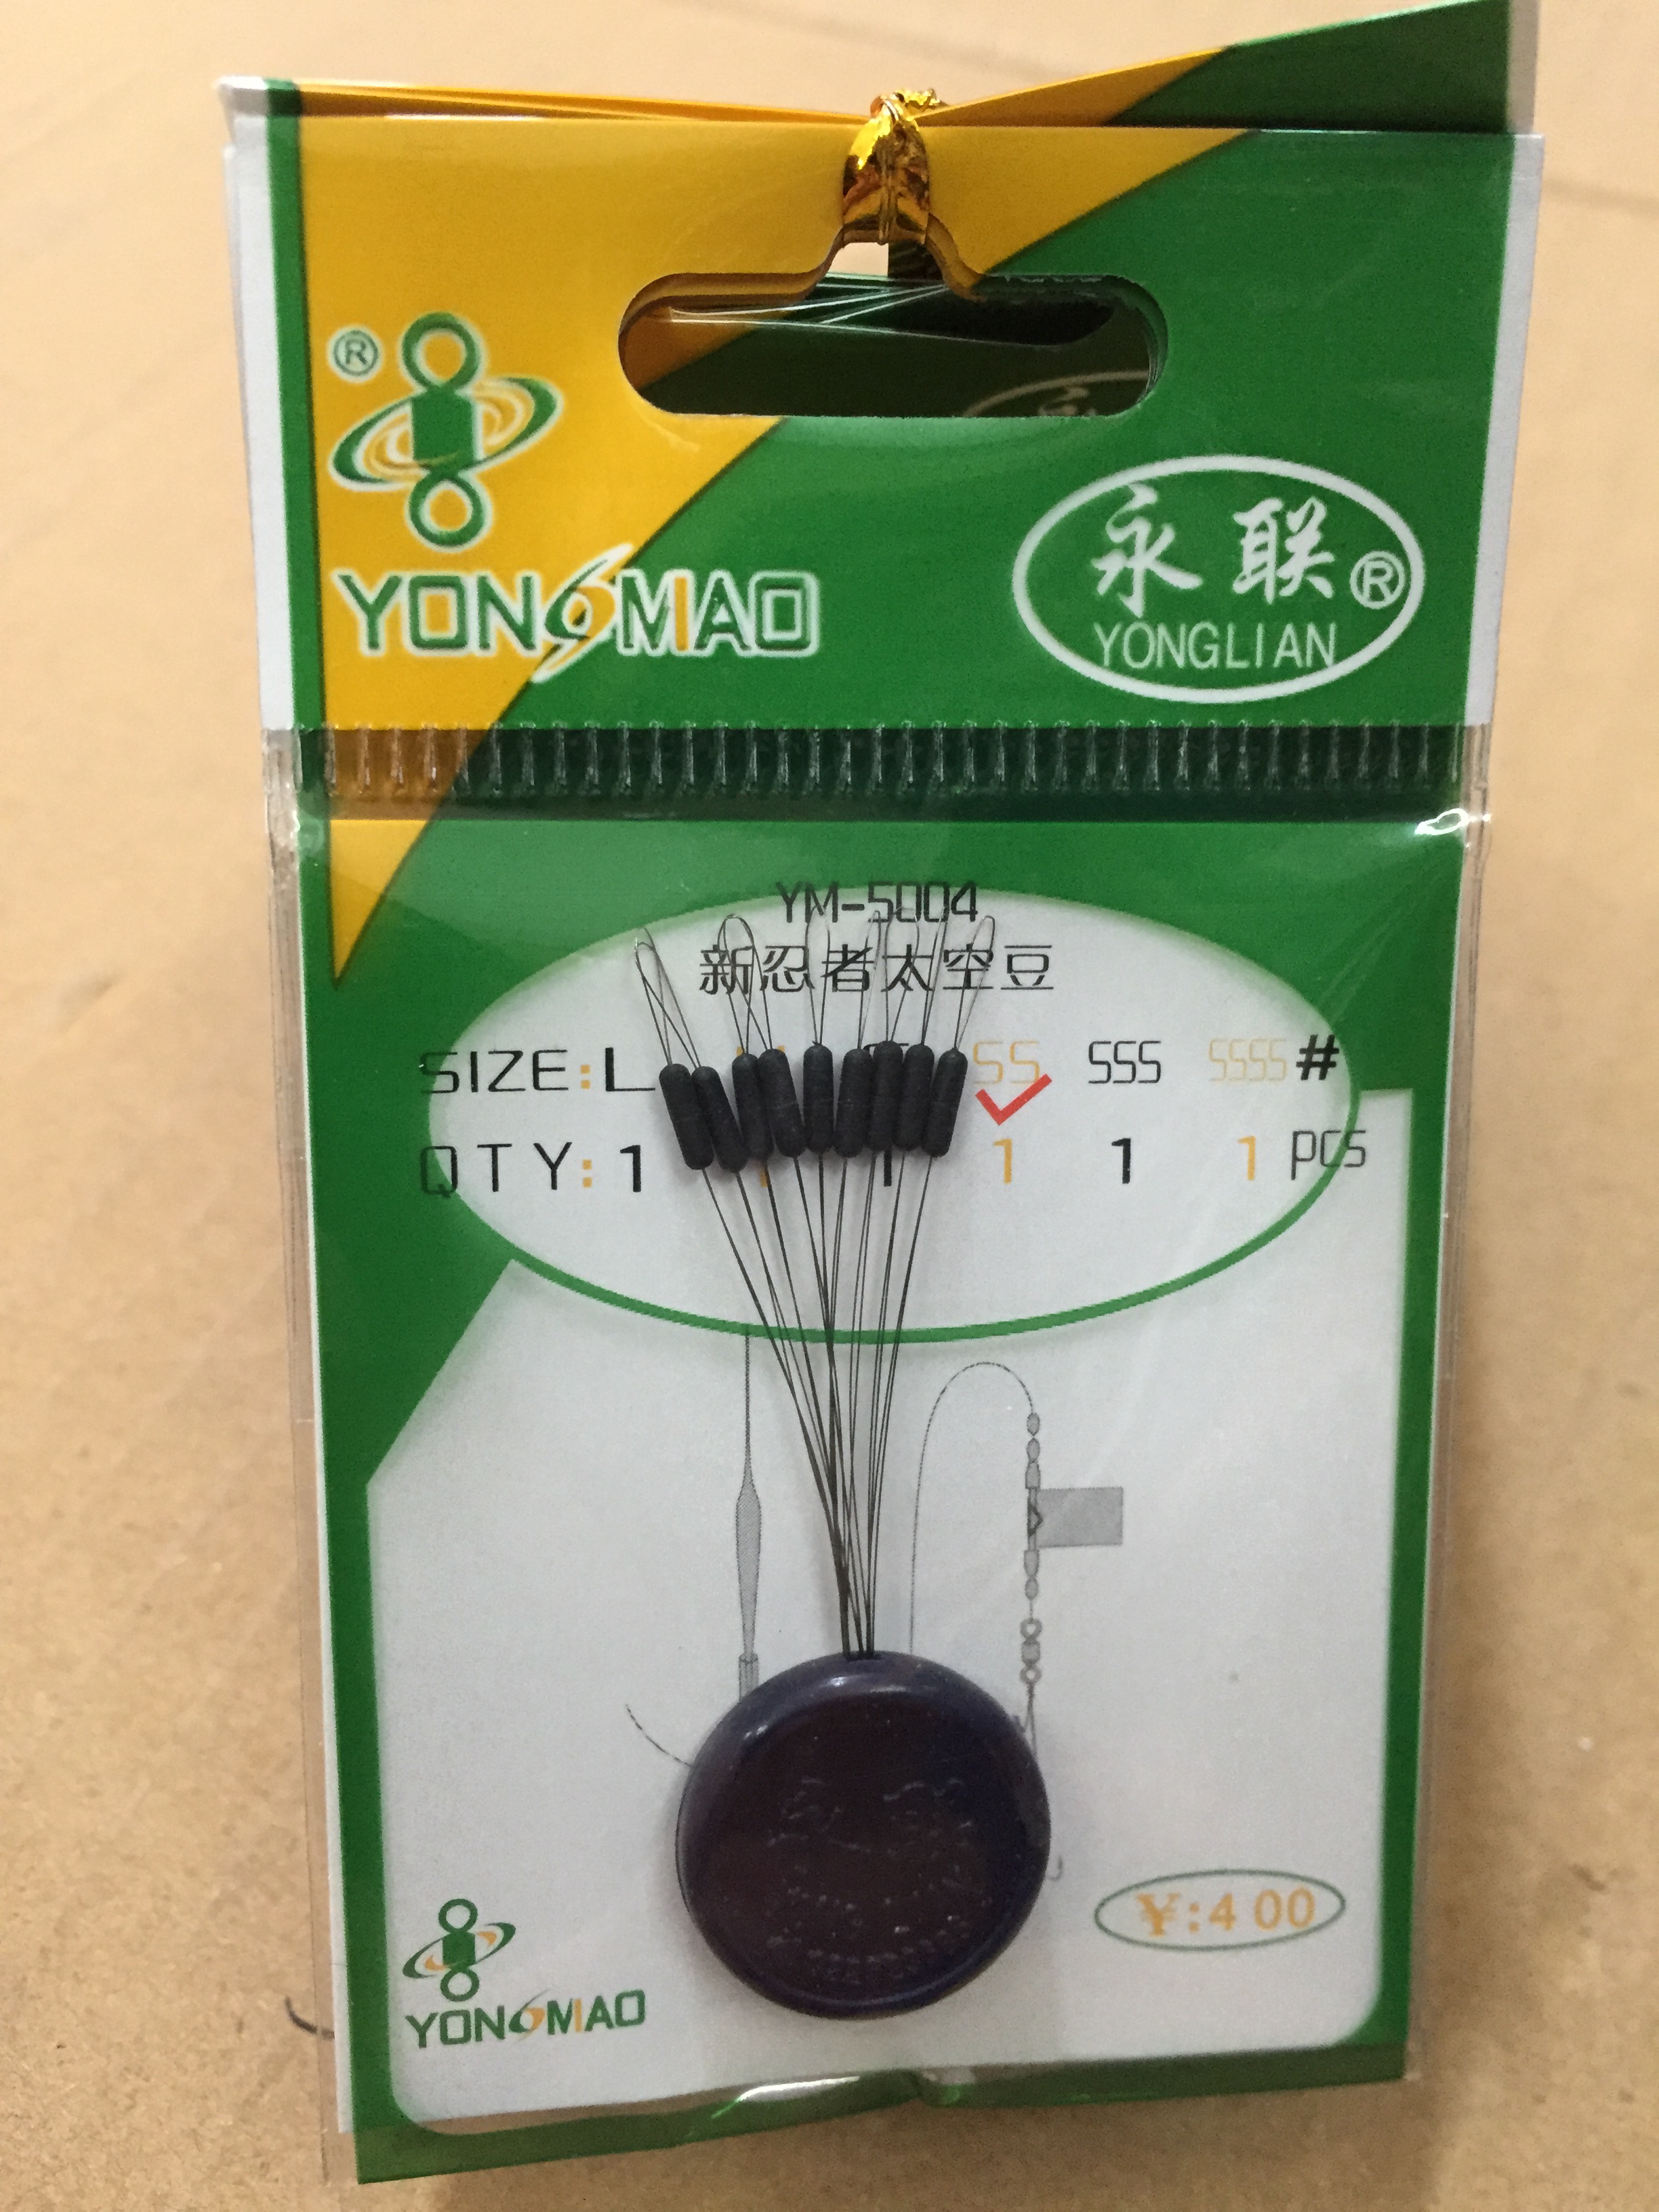 ®
YONGMAO
永联®
YONGLIAN
YM-5004
新忍者太空豆
SIZE:L SS SSS SSSS #
QTY:1 1 1 1 1 pcs
¥:4 00
YONGMAO